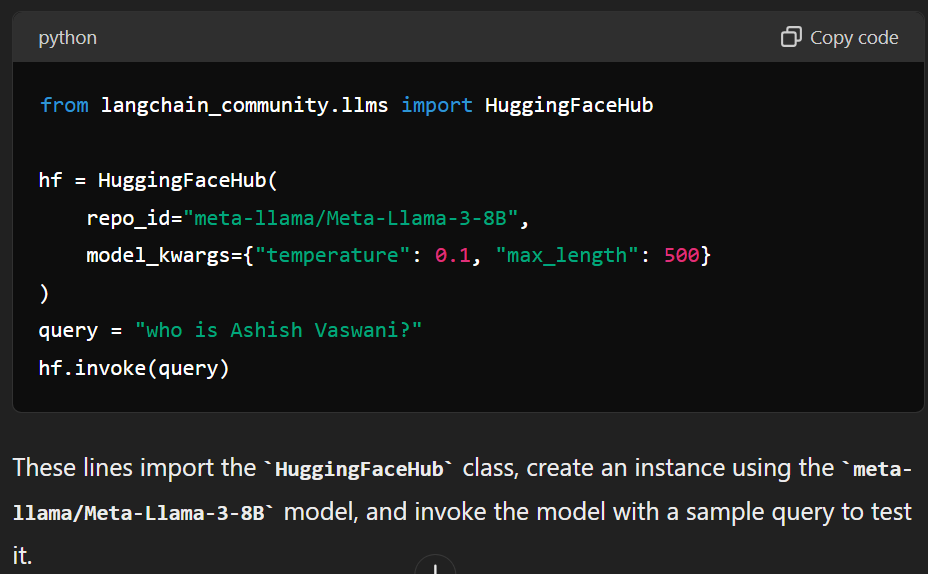 python
Copy code
from langchain_community.llms import HuggingFaceHub
hf = HuggingFaceHub(
    repo_id="meta-llama/Meta-Llama-3-8B",
    model_kwargs={"temperature": 0.1, "max_length": 500}
)
query = "who is Ashish Vaswani?"
hf.invoke(query)
These lines import the `HuggingFaceHub` class, create an instance using the `meta-
llama/Meta-Llama-3-8B` model, and invoke the model with a sample query to test
it.